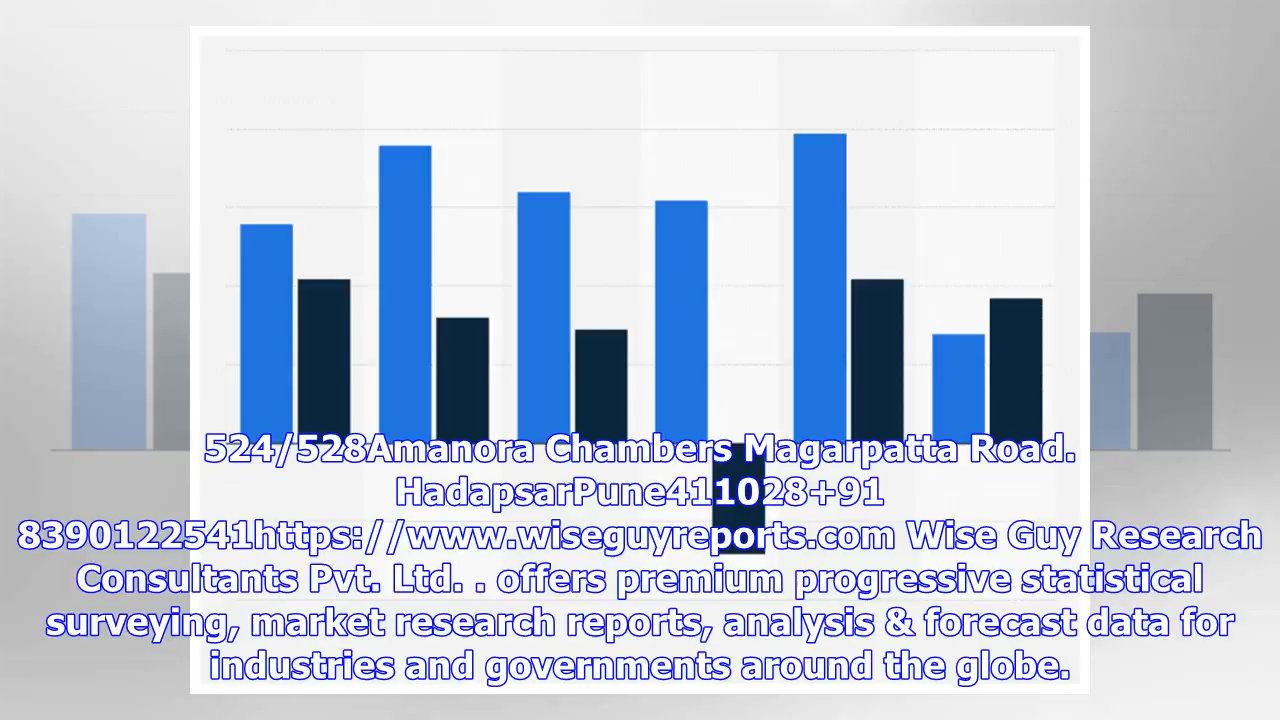 524/528Amanora Chambers Magarpatta Road.
HadapsarPune411028+91
8390122541https://www.wiseguyreports.com Wise Guy Research
Consultants Pvt. Ltd. . offers premium progressive statistical
surveying, market research reports, analysis & forecast data for
industries and governments around the globe.